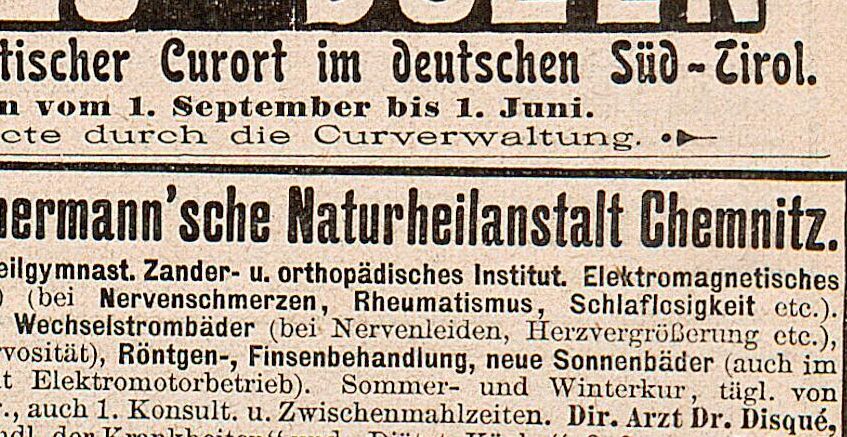 tischer Curort im deutschen Süd-Tirol.
n vom 1. September bis 1. Juni.
cte durch die Curverwaltung.
ermann'sche Naturheilanstalt Chemnitz.
eilgymnast. Zander- u. orthopädisches Institut. Elektromagnetisches
) (bei Nervenschmerzen, Rheumatismus, Schlaflosigkeit etc.).
Wechselstrombäder (bei Nervenleiden, Herzvergrößerung etc.),
vosität), Röntgen-, Finsenbehandlung, neue Sonnenbäder (auch im
t Elektromotorbetrieb). Sommer- und Winterkur, tägl. von
r., auch 1. Konsult. u. Zwischenmahlzeiten. Dir. Arzt Dr. Disqué,